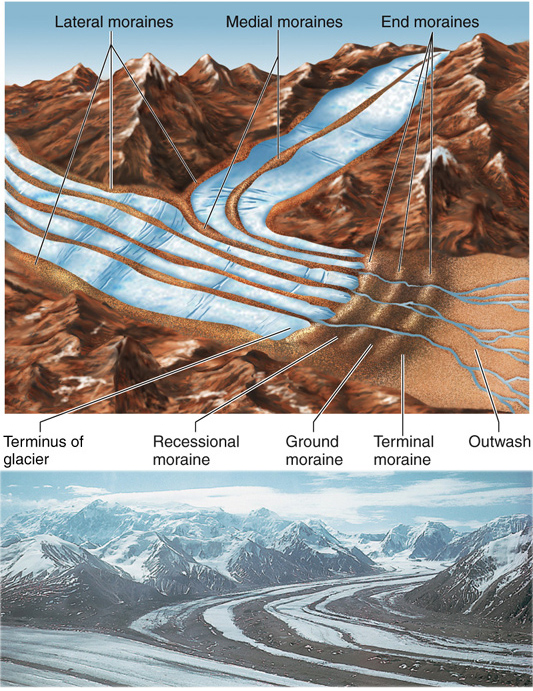 Lateral moraines
Medial moraines
End moraines
Terminus of
glacier
Recessional
moraine
Ground
moraine
Terminal
moraine
Outwash